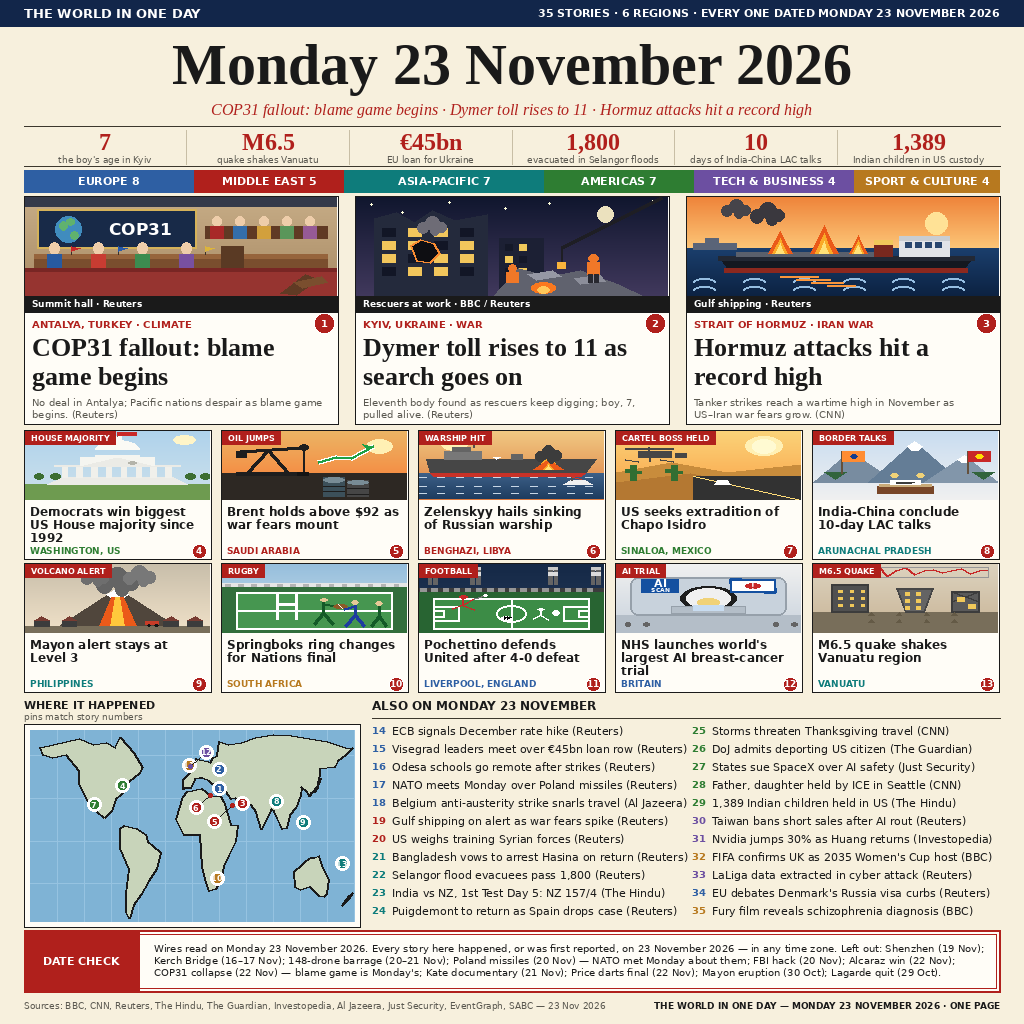 THE WORLD IN ONE DAY
35 STORIES · 6 REGIONS · EVERY ONE DATED MONDAY 23 NOVEMBER 2026
Monday 23 November 2026
COP31 fallout: blame game begins · Dymer toll rises to 11 · Hormuz attacks hit a record high
7
the boy's age in Kyiv
M6.5
quake shakes Vanuatu
€45bn
EU loan for Ukraine
1,800
evacuated in Selangor floods
10
days of India-China LAC talks
1,389
Indian children in US custody
EUROPE 8
MIDDLE EAST 5
ASIA-PACIFIC 7
AMERICAS 7
TECH & BUSINESS 4
SPORT & CULTURE 4
COP31
Summit hall · Reuters
ANTALYA, TURKEY · CLIMATE
1
COP31 fallout: blame
game begins
No deal in Antalya; Pacific nations despair as blame game
begins. (Reuters)
Rescuers at work · BBC / Reuters
KYIV, UKRAINE · WAR
2
Dymer toll rises to 11 as
search goes on
Eleventh body found as rescuers keep digging; boy, 7,
pulled alive. (Reuters)
Gulf shipping · Reuters
STRAIT OF HORMUZ · IRAN WAR
3
Hormuz attacks hit a
record high
Tanker strikes reach a wartime high in November as
US–Iran war fears grow. (CNN)
HOUSE MAJORITY
Democrats win biggest
US House majority since
1992
WASHINGTON, US
4
OIL JUMPS
Brent holds above $92 as
war fears mount
SAUDI ARABIA
5
WARSHIP HIT
Zelenskyy hails sinking
of Russian warship
BENGHAZI, LIBYA
6
CARTEL BOSS HELD
US seeks extradition of
Chapo Isidro
SINALOA, MEXICO
7
BORDER TALKS
India-China conclude
10-day LAC talks
ARUNACHAL PRADESH
8
VOLCANO ALERT
Mayon alert stays at
Level 3
PHILIPPINES
9
RUGBY
Springboks ring changes
for Nations final
SOUTH AFRICA
10
FOOTBALL
Pochettino defends
United after 4-0 defeat
LIVERPOOL, ENGLAND
11
AI TRIAL
AI
SCAN
NHS launches world's
largest AI breast-cancer
trial
BRITAIN
12
M6.5 QUAKE
M6.5 quake shakes
Vanuatu region
VANUATU
13
WHERE IT HAPPENED
pins match story numbers
12
2
1
4
7
6
3
8
5
9
10
13
ALSO ON MONDAY 23 NOVEMBER
14 ECB signals December rate hike (Reuters)
15 Visegrad leaders meet over €45bn loan row (Reuters)
16 Odesa schools go remote after strikes (Reuters)
17 NATO meets Monday over Poland missiles (Reuters)
18 Belgium anti-austerity strike snarls travel (Al Jazeera)
19 Gulf shipping on alert as war fears spike (Reuters)
20 US weighs training Syrian forces (Reuters)
21 Bangladesh vows to arrest Hasina on return (Reuters)
22 Selangor flood evacuees pass 1,800 (Reuters)
23 India vs NZ, 1st Test Day 5: NZ 157/4 (The Hindu)
24 Puigdemont to return as Spain drops case (Reuters)
25 Storms threaten Thanksgiving travel (CNN)
26 DoJ admits deporting US citizen (The Guardian)
27 States sue SpaceX over AI safety (Just Security)
28 Father, daughter held by ICE in Seattle (CNN)
29 1,389 Indian children held in US (The Hindu)
30 Taiwan bans short sales after AI rout (Reuters)
31 Nvidia jumps 30% as Huang returns (Investopedia)
32 FIFA confirms UK as 2035 Women's Cup host (BBC)
33 LaLiga data extracted in cyber attack (Reuters)
34 EU debates Denmark's Russia visa curbs (Reuters)
35 Fury film reveals schizophrenia diagnosis (BBC)
DATE CHECK
Wires read on Monday 23 November 2026. Every story here happened, or was first reported, on 23 November 2026 — in any time zone. Left out: Shenzhen (19 Nov);
Kerch Bridge (16–17 Nov); 148-drone barrage (20–21 Nov); Poland missiles (20 Nov) — NATO met Monday about them; FBI hack (20 Nov); Alcaraz win (22 Nov);
COP31 collapse (22 Nov) — blame game is Monday's; Kate documentary (21 Nov); Price darts final (22 Nov); Mayon eruption (30 Oct); Lagarde quit (29 Oct).
Sources: BBC, CNN, Reuters, The Hindu, The Guardian, Investopedia, Al Jazeera, Just Security, EventGraph, SABC — 23 Nov 2026
THE WORLD IN ONE DAY — MONDAY 23 NOVEMBER 2026 · ONE PAGE